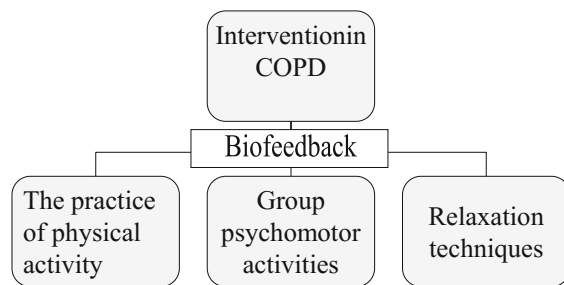 Interventionin
COPD
Biofeedback
The practice
of physical
activity
Group
psychomotor
activities
Relaxation
techniques